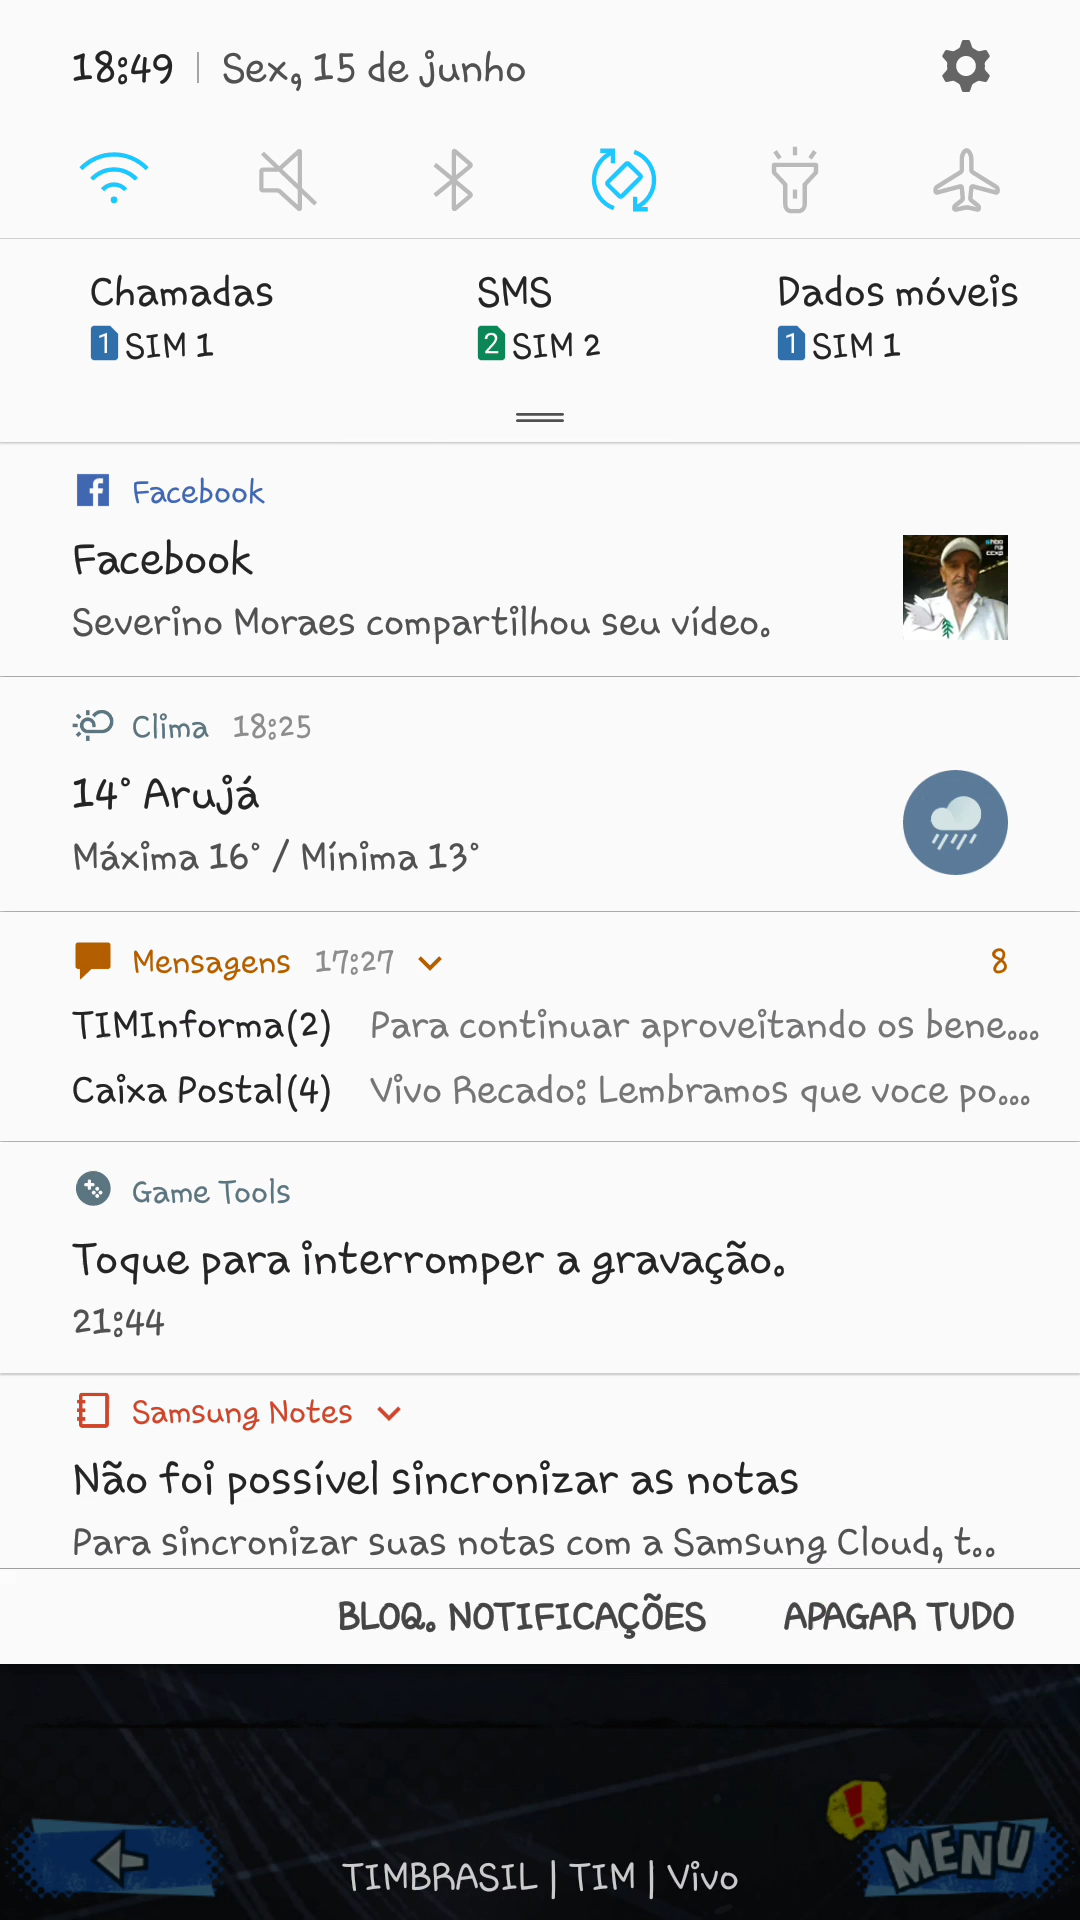 18:49 | Sex, 15 de junho
Chamadas
1 SIM 1
SMS
2 SIM 2
Dados móveis
1 SIM 1
Facebook
Facebook
Severino Moraes compartilhou seu vídeo.
Clima 18:25
14° Arujá
Máxima 16° / Mínima 13°
Mensagens 17:27 8
TIMInforma(2) Para continuar aproveitando os bene...
Caixa Postal(4) Vivo Recado: Lembramos que voce po...
Game Tools
Toque para interromper a gravação.
21:44
Samsung Notes
Não foi possível sincronizar as notas
Para sincronizar suas notas com a Samsung Cloud, t..
BLOQ. NOTIFICAÇÕES APAGAR TUDO
MENU
TIMBRASIL | TIM | Vivo